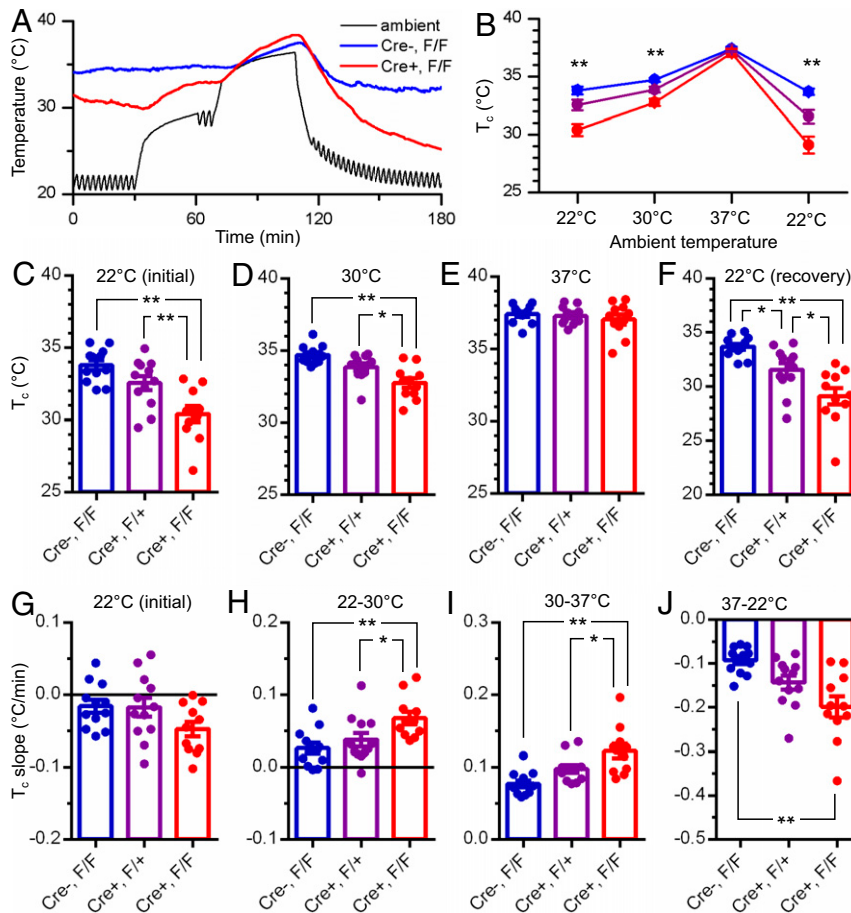 A
40
35
30
25
20
Temperature (°C)
ambient
Cre-, F/F
Cre+, F/F
0
60
120
180
Time (min)
B
40
35
30
25
T_c (°C)
**
**
**
22°C
30°C
37°C
22°C
Ambient temperature
C
22°C (initial)
40
35
30
25
T_c (°C)
**
**
Cre-, F/F
Cre+, F/+
Cre+, F/F
D
30°C
40
35
30
25
**
*
Cre-, F/F
Cre+, F/+
Cre+, F/F
E
37°C
40
35
30
25
Cre-, F/F
Cre+, F/+
Cre+, F/F
F
22°C (recovery)
40
35
30
25
20
**
*
*
Cre-, F/F
Cre+, F/+
Cre+, F/F
G
22°C (initial)
0.1
0.0
-0.1
-0.2
T_c slope (°C/min)
Cre-, F/F
Cre+, F/+
Cre+, F/F
H
22-30°C
0.2
0.1
0.0
-0.1
**
*
Cre-, F/F
Cre+, F/+
Cre+, F/F
I
30-37°C
0.3
0.2
0.1
0.0
**
*
Cre-, F/F
Cre+, F/+
Cre+, F/F
J
37-22°C
0.0
-0.1
-0.2
-0.3
-0.4
-0.5
**
Cre-, F/F
Cre+, F/+
Cre+, F/F